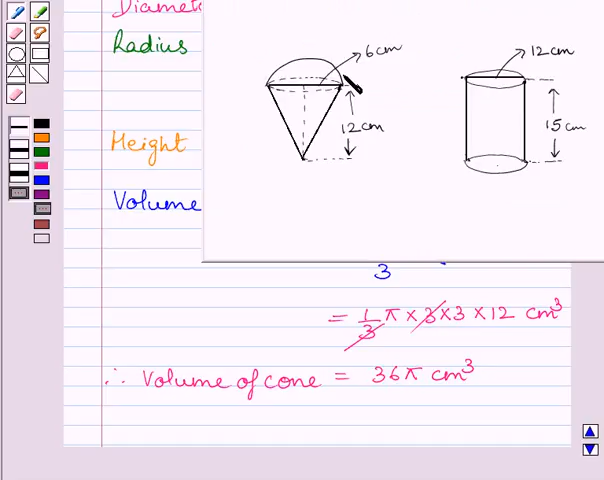 Diamete
Radius
6cm
12cm
12cm
15cm
Height
Volume
3
= 1/3 π × 3 × 3 × 12 cm³
∴ Volume of cone = 36π cm³